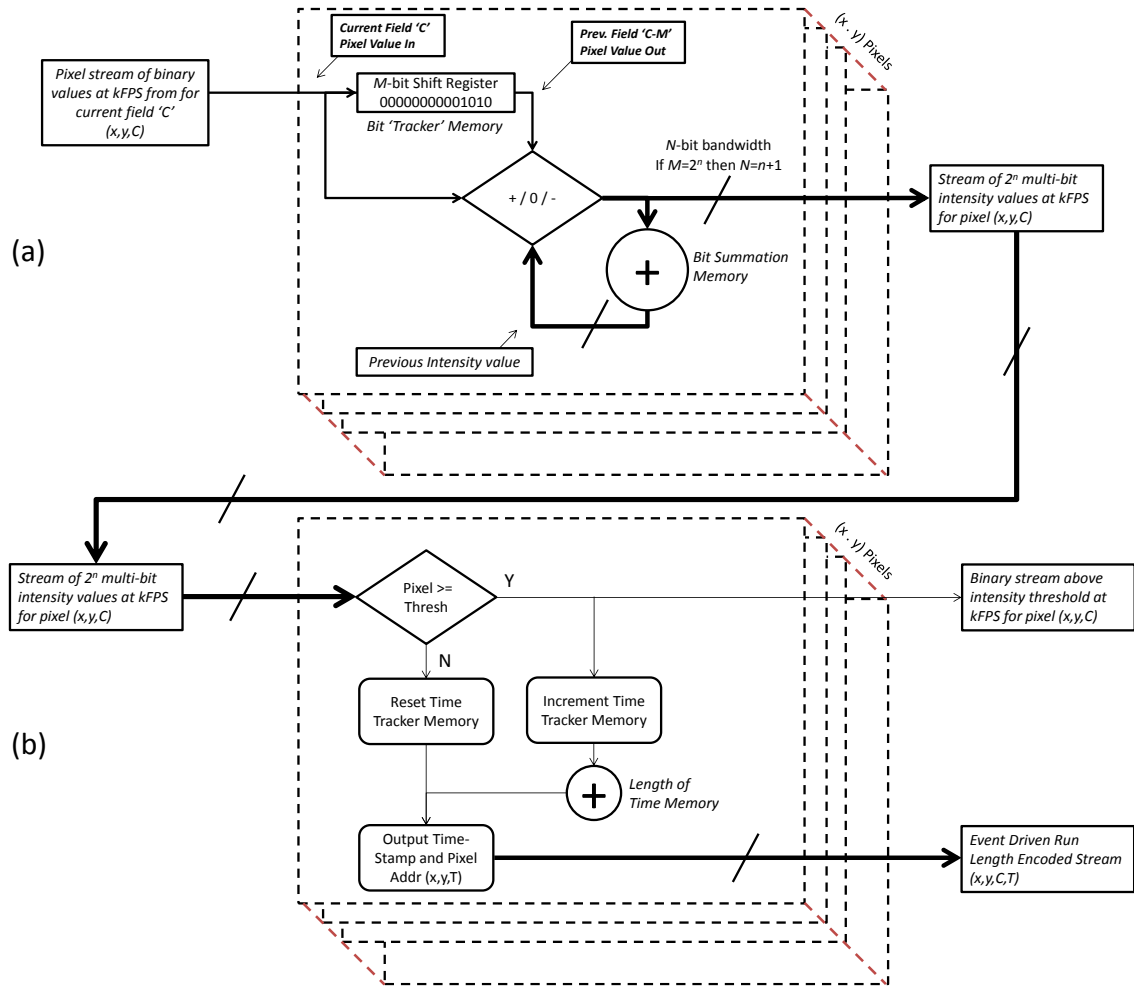 Current Field 'C'
Pixel Value In
Prev. Field 'C-M'
Pixel Value Out
(x . y) Pixels
Pixel stream of binary
values at kFPS from for
current field 'C'
(x,y,C)
M-bit Shift Register
00000000001010
Bit 'Tracker' Memory
N-bit bandwidth
If M=2ⁿ then N=n+1
+ / 0 / -
Stream of 2ⁿ multi-bit
intensity values at kFPS
for pixel (x,y,C)
(a)
+
Bit Summation
Memory
Previous Intensity value
(x . y) Pixels
Stream of 2ⁿ multi-bit
intensity values at kFPS
for pixel (x,y,C)
Pixel >=
Thresh
Y
Binary stream above
intensity threshold at
kFPS for pixel (x,y,C)
N
Reset Time
Tracker Memory
Increment Time
Tracker Memory
(b)
+
Length of
Time Memory
Output Time-
Stamp and Pixel
Addr (x,y,T)
Event Driven Run
Length Encoded Stream
(x,y,C,T)